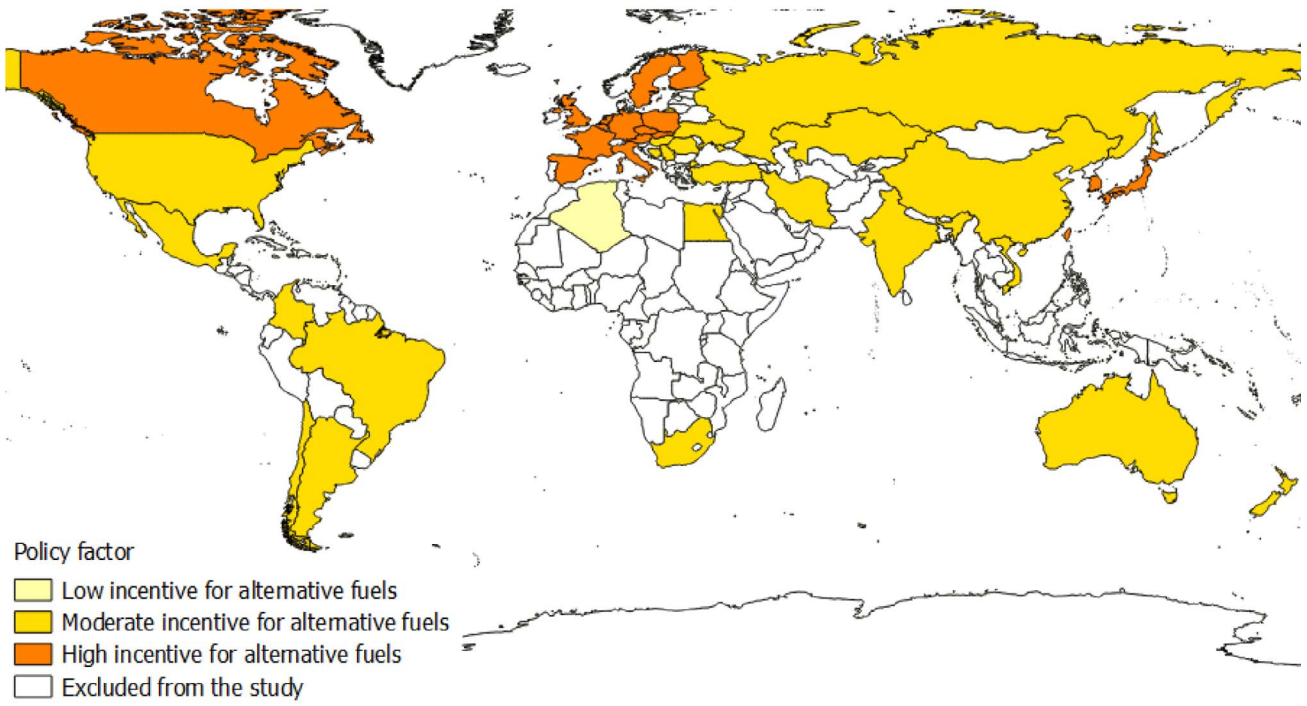 Policy factor
Low incentive for alternative fuels
Moderate incentive for alternative fuels
High incentive for alternative fuels
Excluded from the study